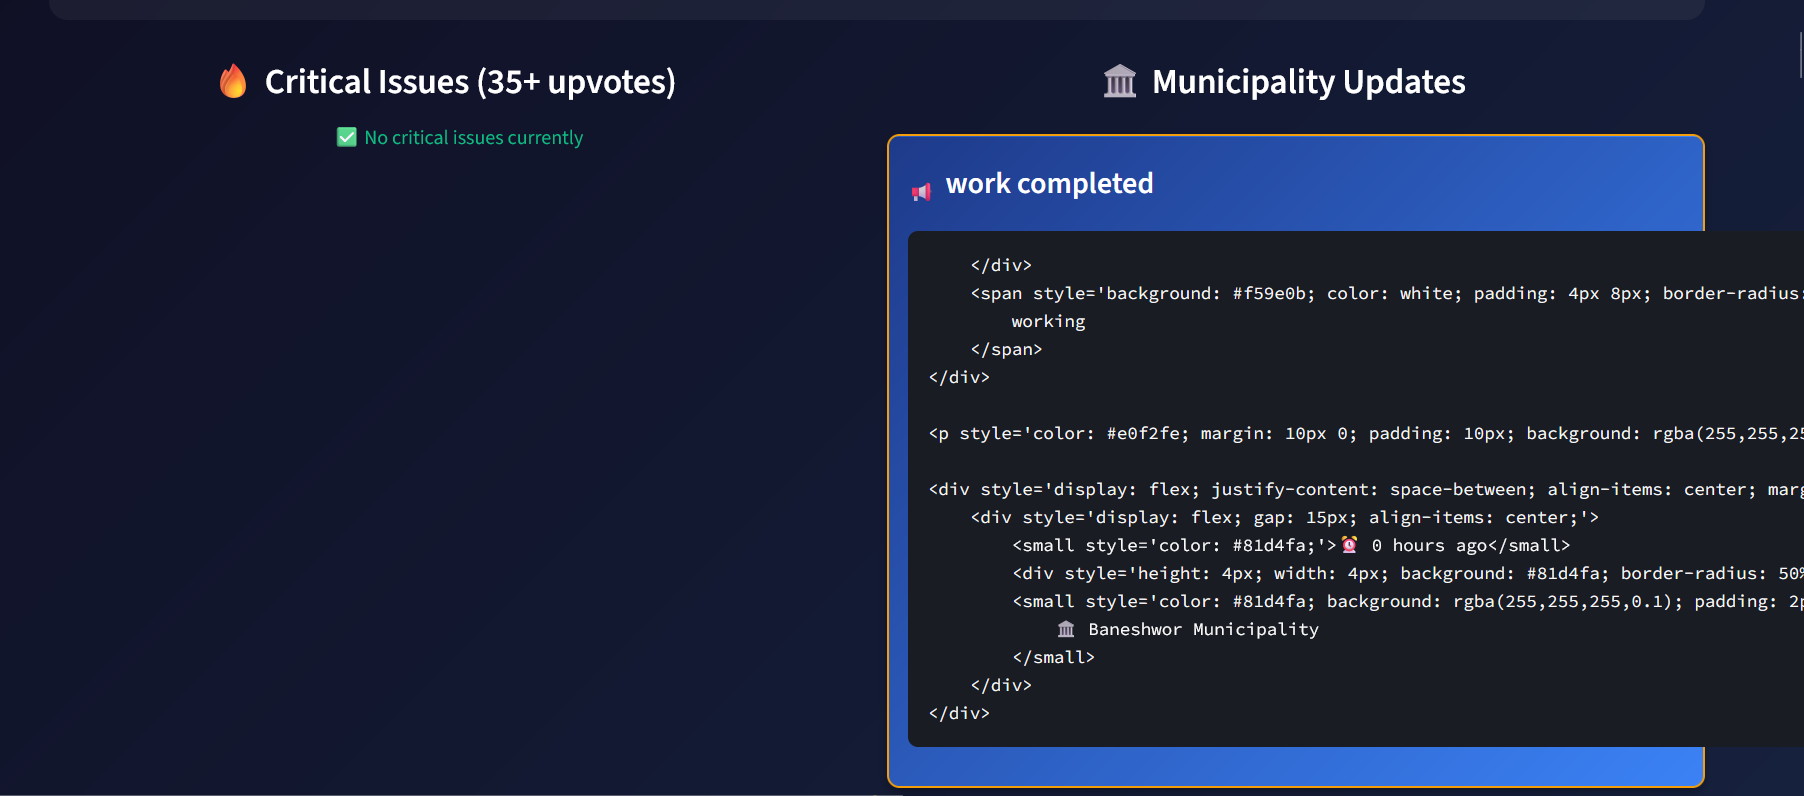 🔥 Critical Issues (35+ upvotes)
✅ No critical issues currently
🏛️ Municipality Updates
📢 work completed
</div>
<span style='background: #f59e0b; color: white; padding: 4px 8px; border-radius:
working
</span>
</div>
<p style='color: #e0f2fe; margin: 10px 0; padding: 10px; background: rgba(255,255,25
<div style='display: flex; justify-content: space-between; align-items: center; marg
<div style='display: flex; gap: 15px; align-items: center;'>
<small style='color: #81d4fa;'>⏰ 0 hours ago</small>
<div style='height: 4px; width: 4px; background: #81d4fa; border-radius: 50%
<small style='color: #81d4fa; background: rgba(255,255,255,0.1); padding: 2p
🏛️ Baneshwor Municipality
</small>
</div>
</div>